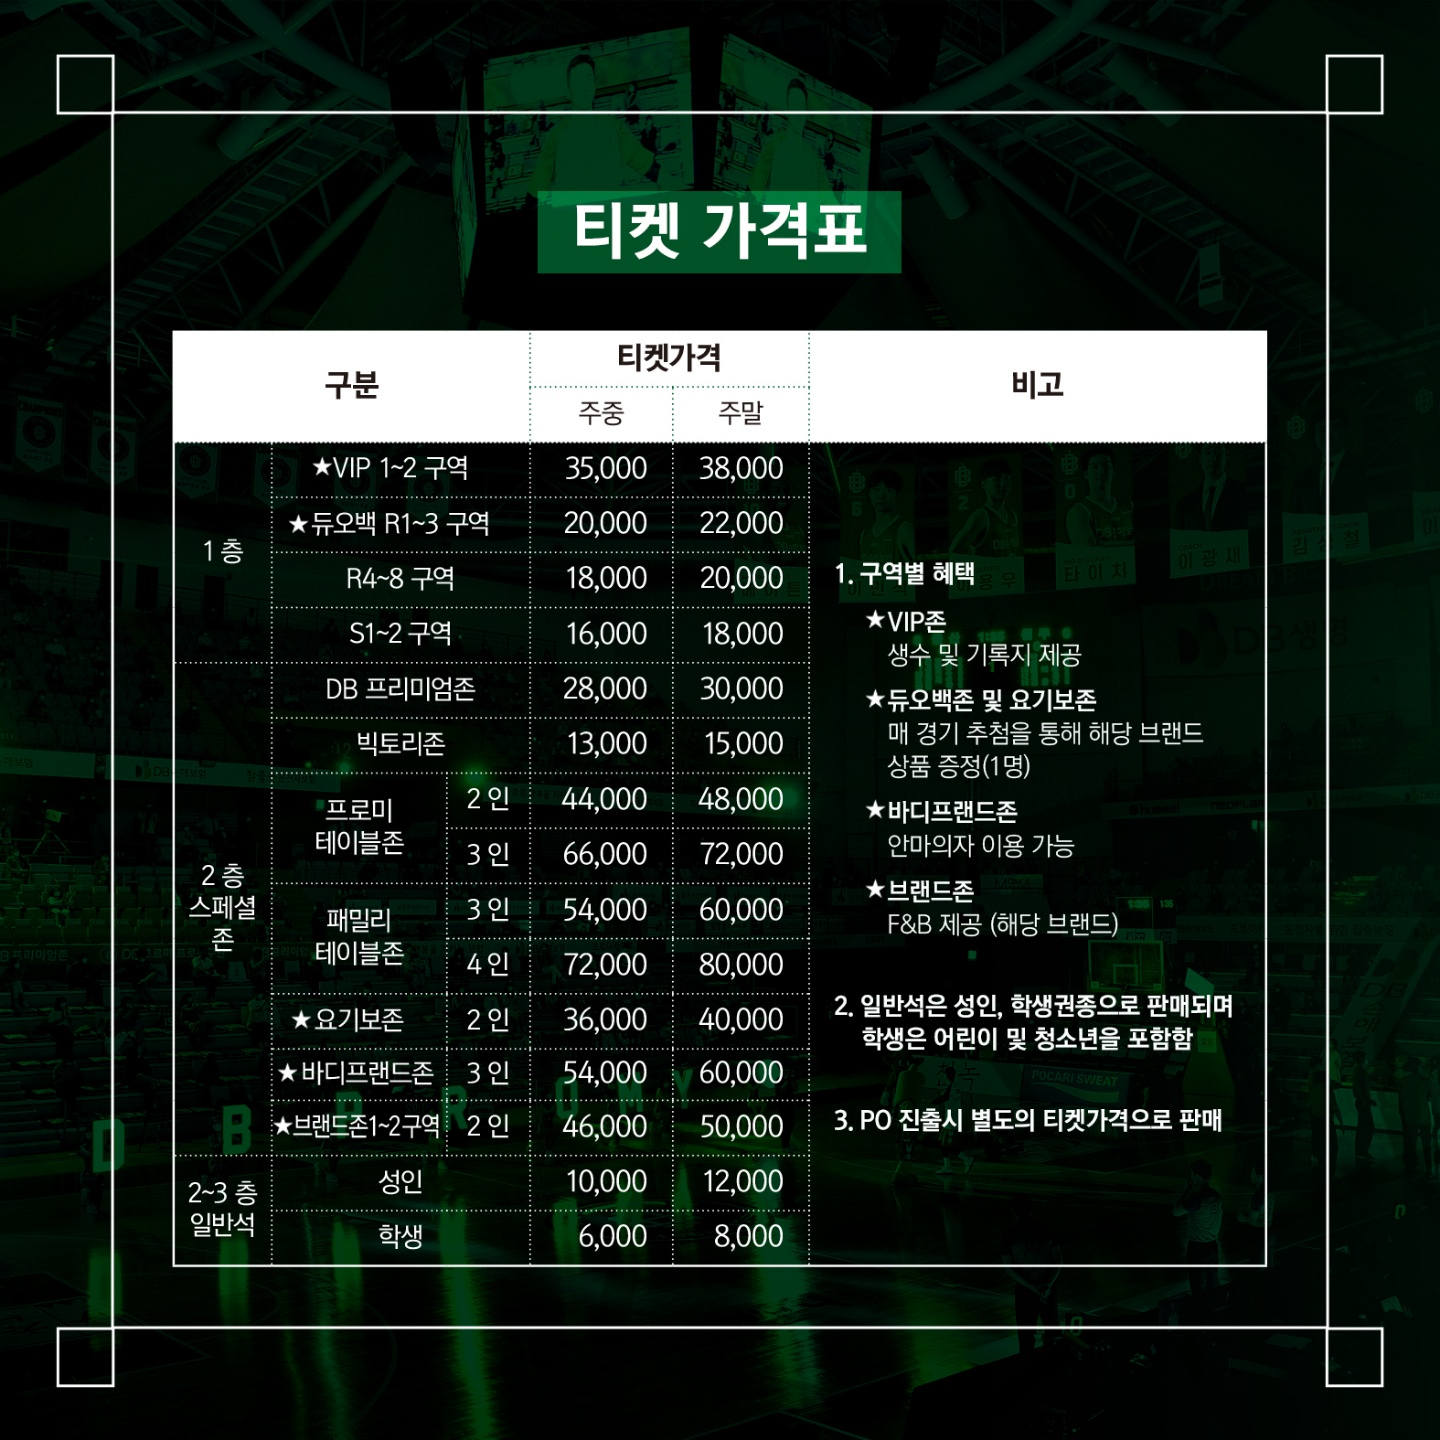 티켓 가격표
구분
티켓가격
비고
주중
주말
1 층
★VIP 1~2 구역
35,000
38,000
★듀오백 R1~3 구역
20,000
22,000
R4~8 구역
18,000
20,000
S1~2 구역
16,000
18,000
2 층
스페셜
존
DB 프리미엄존
28,000
30,000
빅토리존
13,000
15,000
프로미
테이블존
2 인
44,000
48,000
3 인
66,000
72,000
패밀리
테이블존
3 인
54,000
60,000
4 인
72,000
80,000
★요기보존
2 인
36,000
40,000
★바디프랜드존
3 인
54,000
60,000
★브랜드존1~2구역
2 인
46,000
50,000
2~3 층
일반석
성인
10,000
12,000
학생
6,000
8,000
1. 구역별 혜택
★VIP존
생수 및 기록지 제공
★듀오백존 및 요기보존
매 경기 추첨을 통해 해당 브랜드
상품 증정(1명)
★바디프랜드존
안마의자 이용 가능
★브랜드존
F&B 제공 (해당 브랜드)
2. 일반석은 성인, 학생권종으로 판매되며
학생은 어린이 및 청소년을 포함함
3. PO 진출시 별도의 티켓가격으로 판매
이광재
타이치
DB생명
POCARI SWEAT
D B P R O M Y